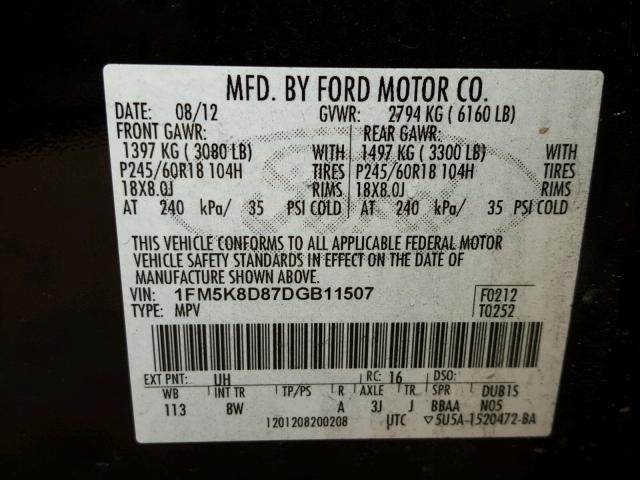 MFD. BY FORD MOTOR CO.
DATE: 08/12 GVWR: 2794 KG ( 6160 LB)
FRONT GAWR: REAR GAWR:
1397 KG ( 3080 LB) WITH 1497 KG ( 3300 LB) WITH
P245/60R18 104H TIRES P245/60R18 104H TIRES
18X8.0J RIMS 18X8.0J RIMS
AT 240 kPa/ 35 PSI COLD AT 240 kPa/ 35 PSI COLD
THIS VEHICLE CONFORMS TO ALL APPLICABLE FEDERAL MOTOR
VEHICLE SAFETY STANDARDS IN EFFECT ON THE DATE OF
MANUFACTURE SHOWN ABOVE.
VIN: 1FM5K8D87DGB11507 F0212
TYPE: MPV T0252
EXT PNT: UH RC: 16 DSO:
WB INT TR TP/PS R AXLE TR SPR DUB1S
113 8W A 3J J BBAA N05
1201208200208 UTC ▽5U5A-1520472-BA